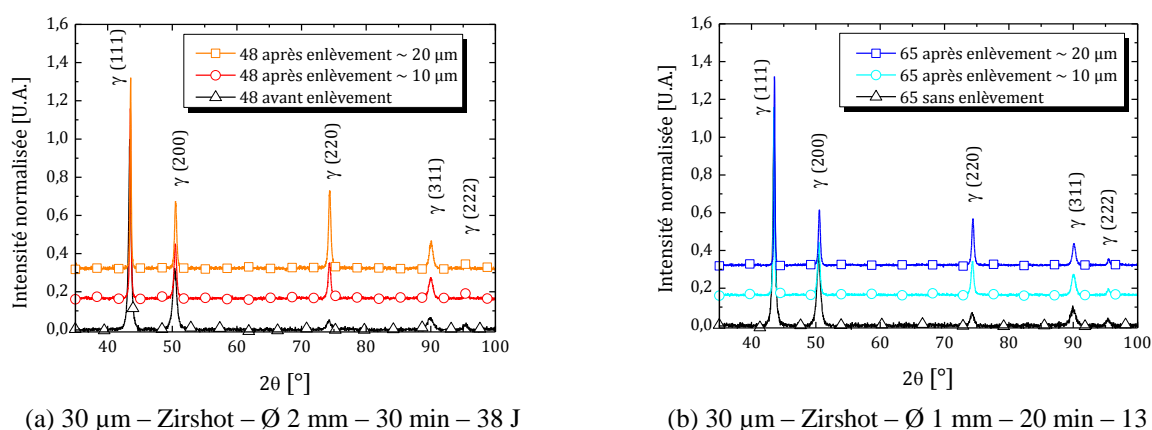 1,6
1,4
1,2
1,0
0,8
0,6
0,4
0,2
0,0
Intensité normalisée [U.A.]
γ (111)
γ (200)
γ (220)
γ (311)
γ (222)
48 après enlèvement ~ 20 µm
48 après enlèvement ~ 10 µm
48 avant enlèvement
40 50 60 70 80 90 100
2θ [°]
(a) 30 µm – Zirshot – Ø 2 mm – 30 min – 38 J
1,6
1,4
1,2
1,0
0,8
0,6
0,4
0,2
0,0
Intensité normalisée [U.A.]
γ (111)
γ (200)
γ (220)
γ (311)
γ (222)
65 après enlèvement ~ 20 µm
65 après enlèvement ~ 10 µm
65 sans enlèvement
40 50 60 70 80 90 100
2θ [°]
(b) 30 µm – Zirshot – Ø 1 mm – 20 min – 13